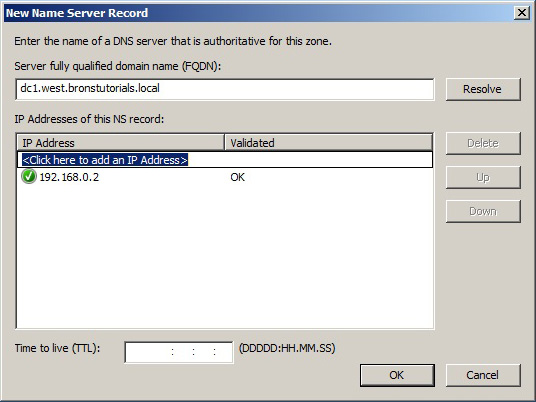 New Name Server Record
Enter the name of a DNS server that is authoritative for this zone.
Server fully qualified domain name (FQDN):
dc1.west.bronstutorials.local
Resolve
IP Addresses of this NS record:
IP Address Validated
Delete
<Click here to add an IP Address>
192.168.0.2 OK
Up
Down
Time to live (TTL): : : : (DDDDD:HH.MM.SS)
OK Cancel